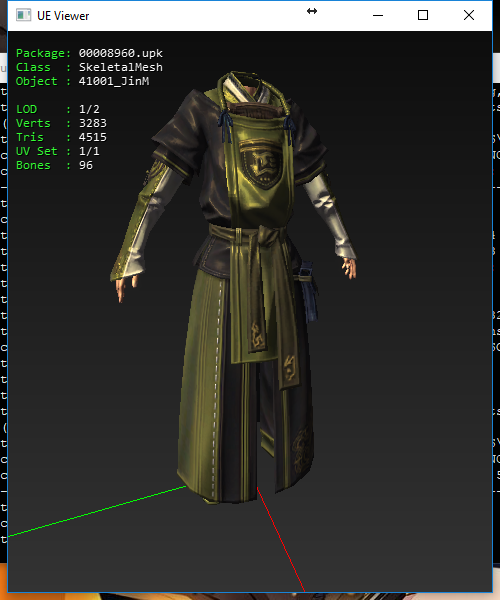 UE Viewer
Package: 00008960.upk
Class  : SkeletalMesh
Object : 41001_JinM
LOD    : 1/2
Verts  : 3283
Tris   : 4515
UV Set : 1/1
Bones  : 96